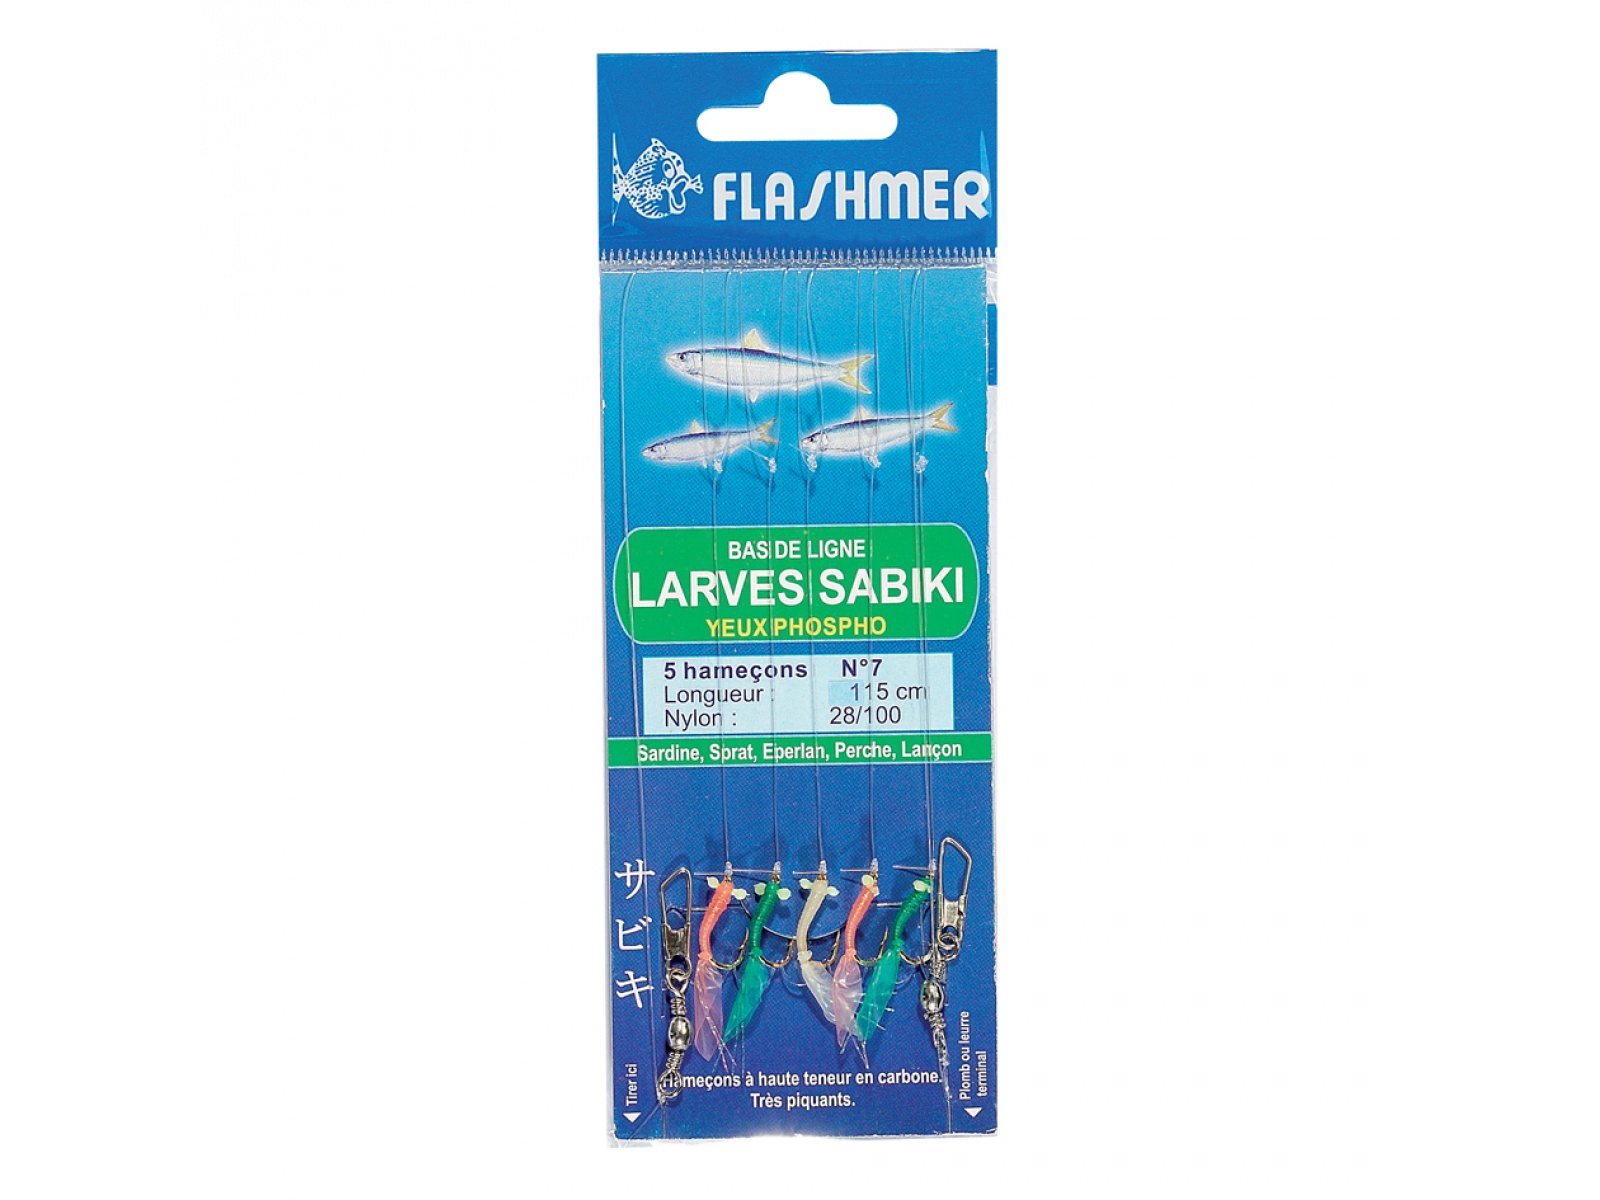 FLASHMER
BAS DE LIGNE
LARVES SABIKI
YEUX PHOSPHO
5 hameçons N°7
Longueur : 115 cm
Nylon : 28/100
Sardine, Sprat, Eperlan, Perche, Lançon
サビキ
Tirer ici
Hameçons à haute teneur en carbone.
Très piquants.
Plomb ou leurre
terminal